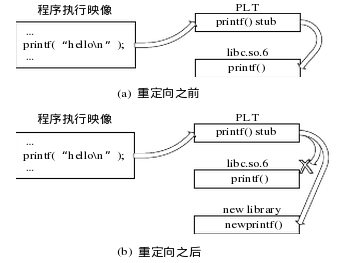 程序执行映像
PLT
...
printf( “hello\n” );
...
printf() stub
libc.so.6
printf()
(a) 重定向之前
程序执行映像
PLT
...
printf( “hello\n” );
...
printf() stub
libc.so.6
printf()
new library
newprintf()
(b) 重定向之后